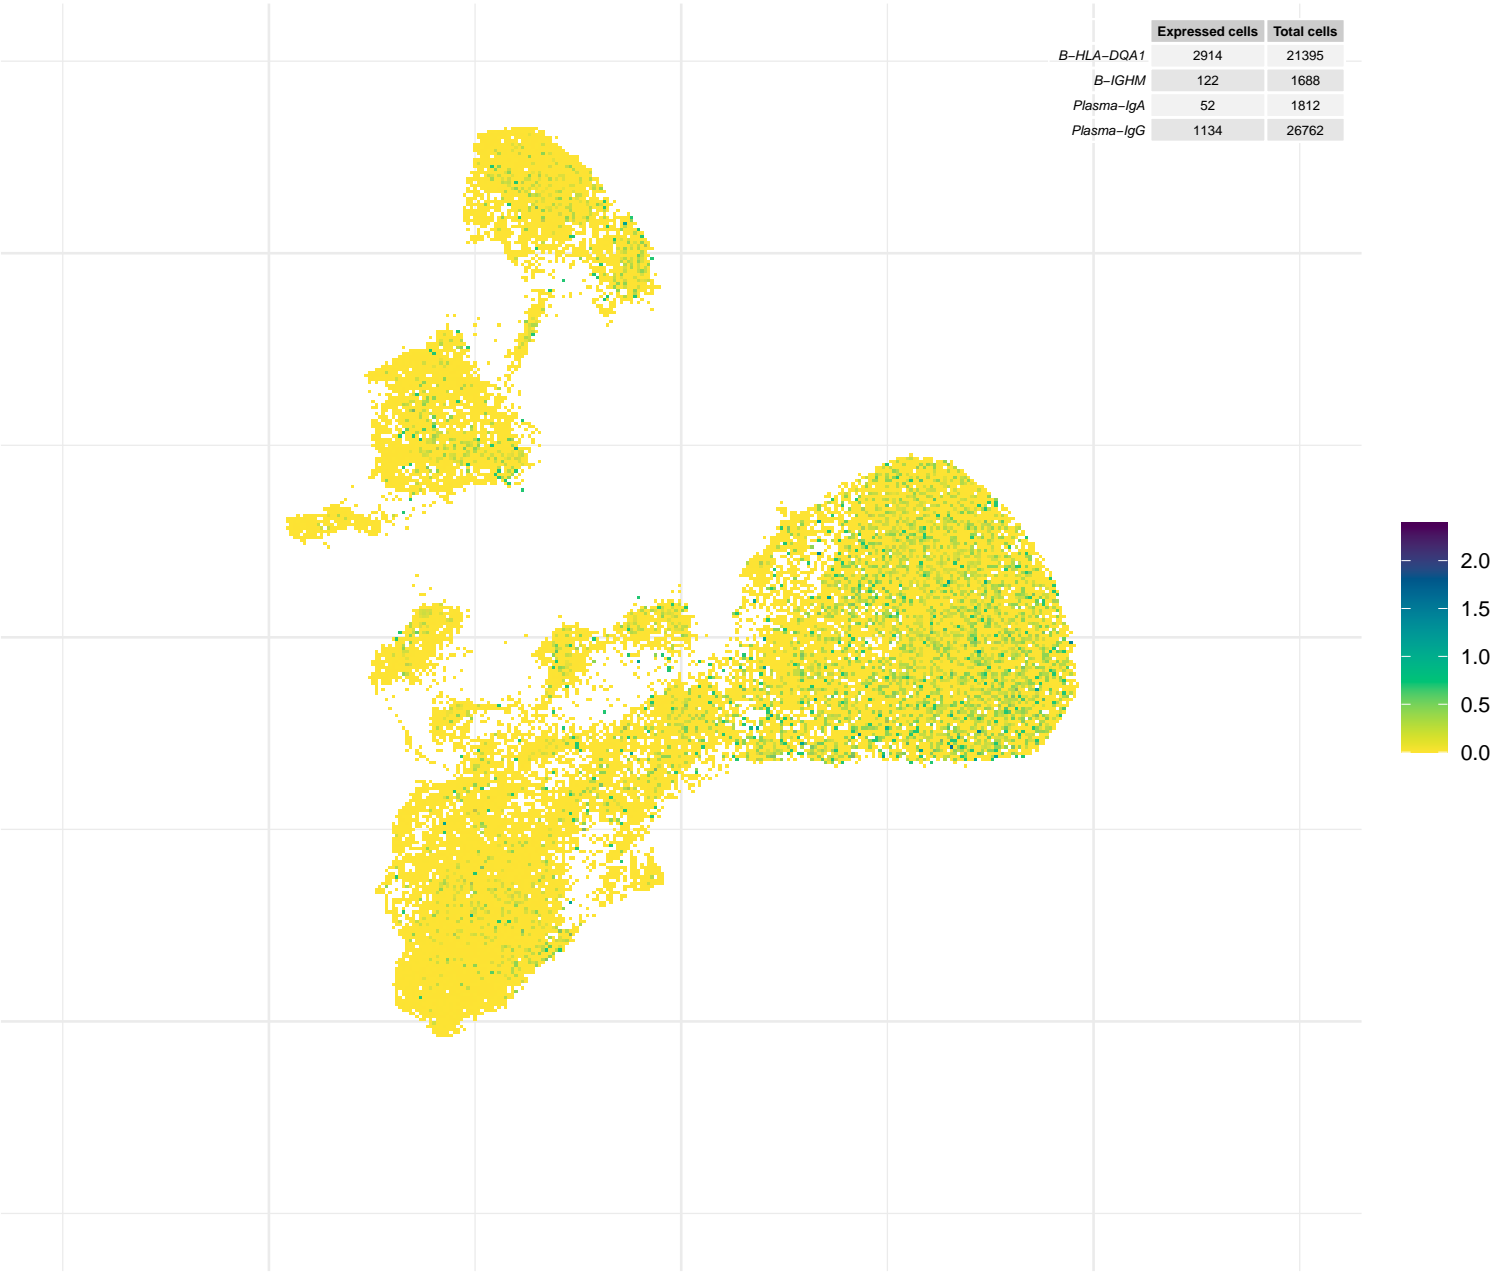 Expressed cells Total cells
B−HLA−DQA1 2914 21395
B−IGHM 122 1688
Plasma−IgA 52 1812
Plasma−IgG 1134 26762
2.0
1.5
1.0
0.5
0.0